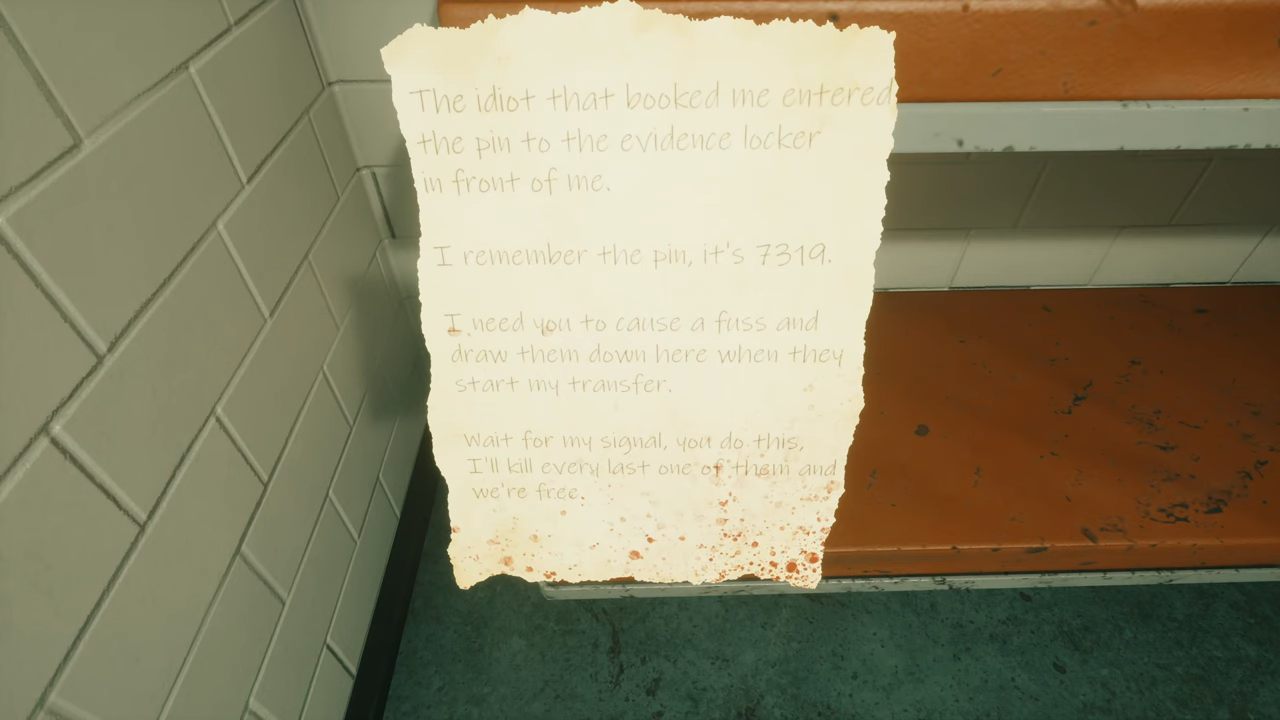 The idiot that booked me entered
the pin to the evidence locker
in front of me.
I remember the pin, it's 7319.
I need you to cause a fuss and
draw them down here when they
start my transfer.
Wait for my signal, you do this,
I'll kill every last one of them and
we're free.